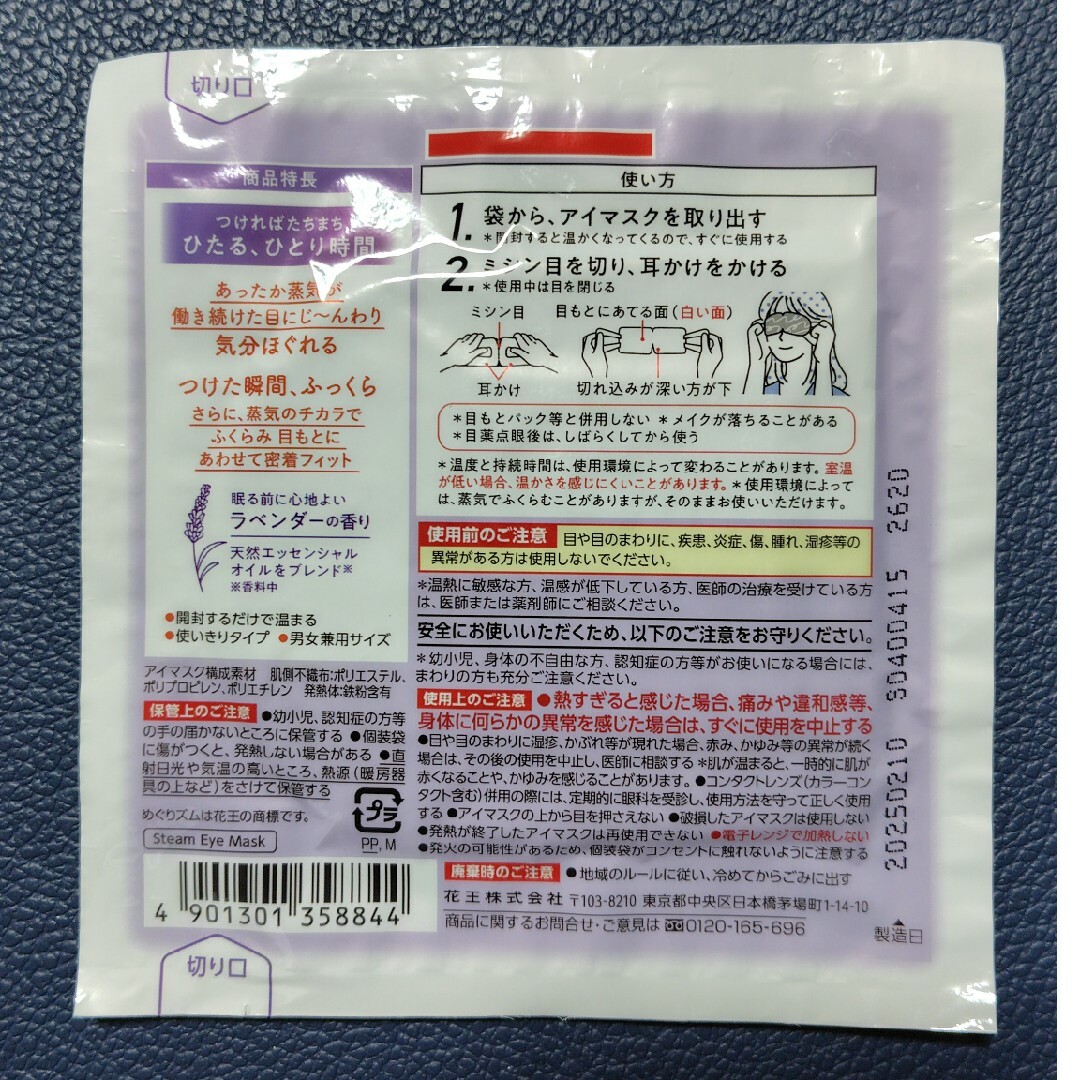 切り口
商品特長
つければたちまち
ひたる、ひとり時間
あったか蒸気が
働き続けた目にじ〜んわり
気分ほぐれる
つけた瞬間、ふっくら
さらに、蒸気のチカラで
ふくらみ 目もとに
あわせて密着フィット
眠る前に心地よい
ラベンダーの香り
天然エッセンシャル
オイルをブレンド※
※香料中
●開封するだけで温まる
●使いきりタイプ ●男女兼用サイズ
アイマスク構成素材 肌側不織布:ポリエステル、
ポリプロピレン、ポリエチレン 発熱体:鉄粉含有
保管上のご注意 ●幼小児、認知症の方等
の手の届かないところに保管する ●個装袋
に傷がつくと、発熱しない場合がある ●直
射日光や気温の高いところ、熱源(暖房器
具の上など)をさけて保管する
めぐりズムは花王の商標です。
Steam Eye Mask
プラ
PP, M
4 901301 358844
切り口
使い方
1. 袋から、アイマスクを取り出す
*開封すると温かくなってくるので、すぐに使用する
2. ミシン目を切り、耳かけをかける
*使用中は目を閉じる
ミシン目 目もとにあてる面(白い面)
耳かけ 切れ込みが深い方が下
*目もとパック等と併用しない *メイクが落ちることがある
*目薬点眼後は、しばらくしてから使う
*温度と持続時間は、使用環境によって変わることがあります。室温
が低い場合、温かさを感じにくいことがあります。*使用環境によって
は、蒸気でふくらむことがありますが、そのままお使いいただけます。
使用前のご注意 目や目のまわりに、疾患、炎症、傷、腫れ、湿疹等の
異常がある方は使用しないでください。
*温熱に敏感な方、温感が低下している方、医師の治療を受けている方
は、医師または薬剤師にご相談ください。
安全にお使いいただくため、以下のご注意をお守りください。
*幼小児、身体の不自由な方、認知症の方等がお使いになる場合には、
まわりの方も充分ご注意ください。
使用上のご注意 ●熱すぎると感じた場合、痛みや違和感等、
身体に何らかの異常を感じた場合は、すぐに使用を中止する
●目や目のまわりに湿疹、かぶれ等が現れた場合、赤み、かゆみ等の異常が続く
場合は、その後の使用を中止し、医師に相談する *肌が温まると、一時的に肌が
赤くなることや、かゆみを感じることがあります。 ●コンタクトレンズ(カラーコン
タクト含む)併用の際には、定期的に眼科を受診し、使用方法を守って正しく使用
する ●アイマスクの上から目を押さえない ●破損したアイマスクは使用しない
●発熱が終了したアイマスクは再使用できない ●電子レンジで加熱しない
●発火の可能性があるため、個装袋がコンセントに触れないように注意する
廃棄時のご注意 ●地域のルールに従い、冷めてからごみに出す
花王株式会社 〒103-8210 東京都中央区日本橋茅場町1-14-10
商品に関するお問合せ・ご意見は 0120-165-696
20250210 S0400415 2620
製造日